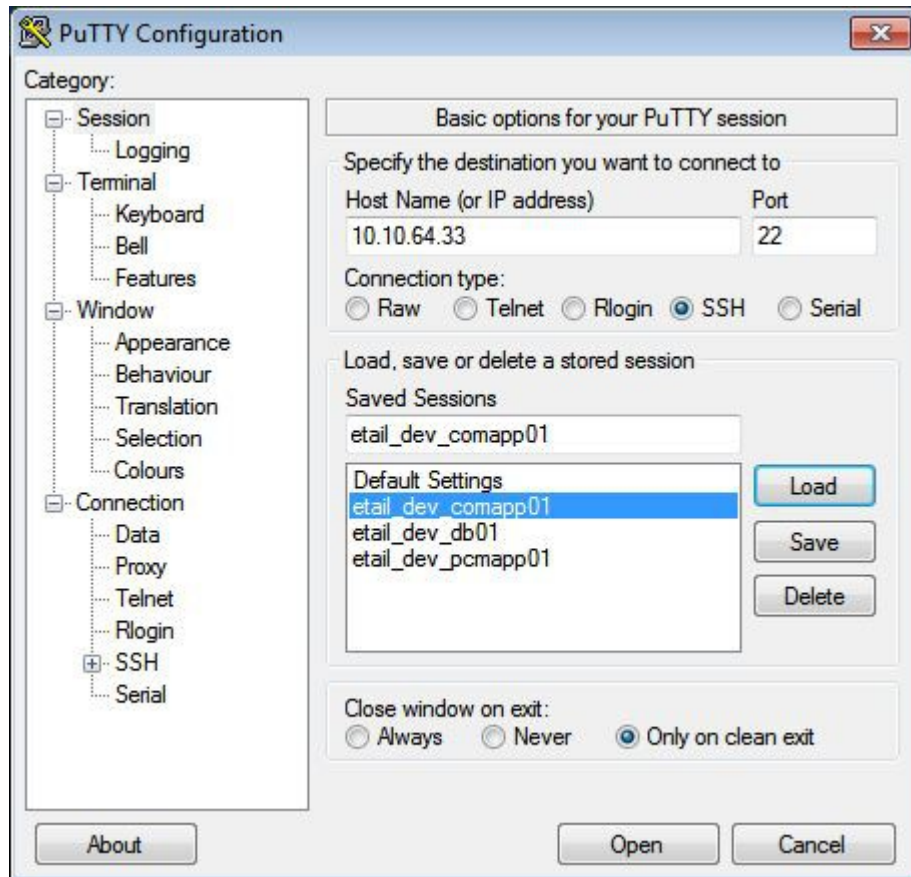 PuTTY Configuration
Category:
Session
Logging
Terminal
Keyboard
Bell
Features
Window
Appearance
Behaviour
Translation
Selection
Colours
Connection
Data
Proxy
Telnet
Rlogin
SSH
Serial
Basic options for your PuTTY session
Specify the destination you want to connect to
Host Name (or IP address) Port
10.10.64.33 22
Connection type:
Raw Telnet Rlogin SSH Serial
Load, save or delete a stored session
Saved Sessions
etail_dev_comapp01
Default Settings
etail_dev_comapp01
etail_dev_db01
etail_dev_pcmapp01
Load
Save
Delete
Close window on exit:
Always Never Only on clean exit
About Open Cancel